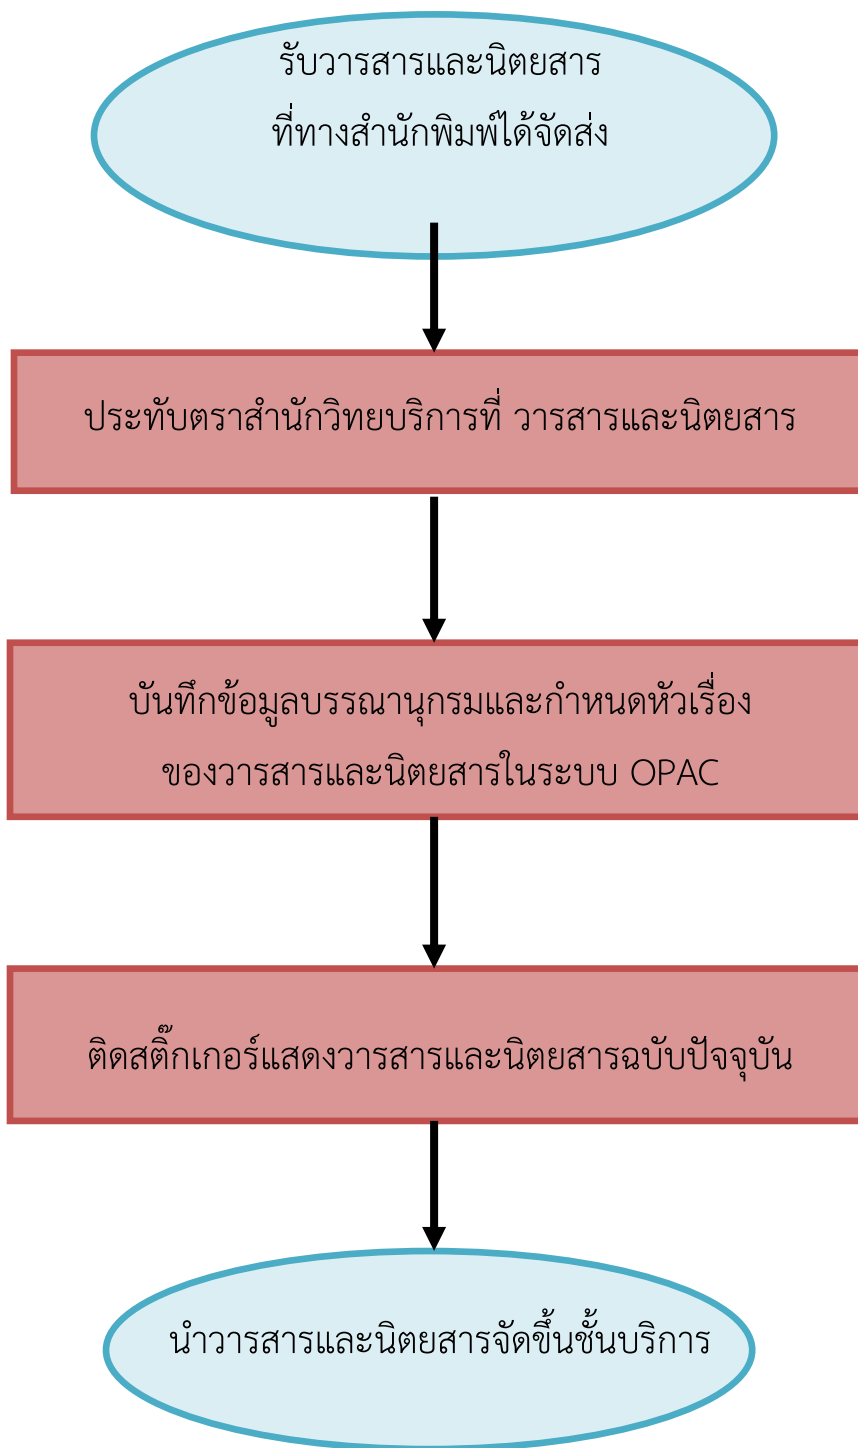 รับวารสารและนิตยสาร
ที่ทางสำนักพิมพ์ได้จัดส่ง
ประทับตราสำนักวิทยบริการที่ วารสารและนิตยสาร
บันทึกข้อมูลบรรณานุกรมและกำหนดหัวเรื่อง
ของวารสารและนิตยสารในระบบ OPAC
ติดสติ๊กเกอร์แสดงวารสารและนิตยสารฉบับปัจจุบัน
นำวารสารและนิตยสารจัดขึ้นชั้นบริการ